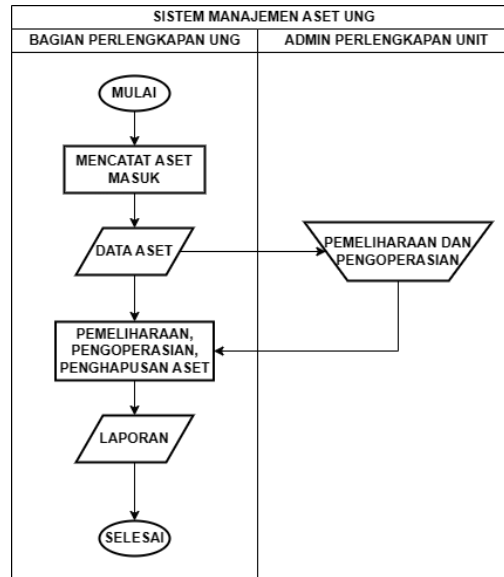 SISTEM MANAJEMEN ASET UNG
BAGIAN PERLENGKAPAN UNG
ADMIN PERLENGKAPAN UNIT
MULAI
MENCATAT ASET
MASUK
DATA ASET
PEMELIHARAAN DAN
PENGOPERASIAN
PEMELIHARAAN,
PENGOPERASIAN,
PENGHAPUSAN ASET
LAPORAN
SELESAI